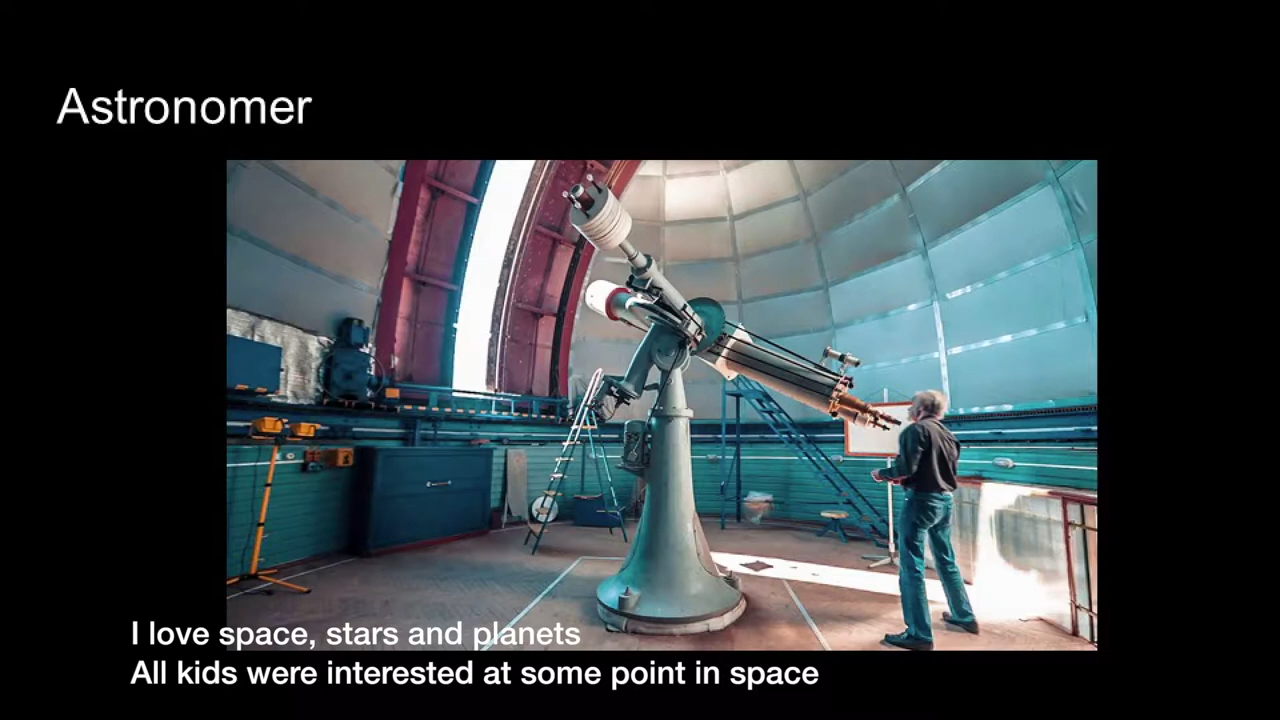 Astronomer
I love space, stars and planets
All kids were interested at some point in space